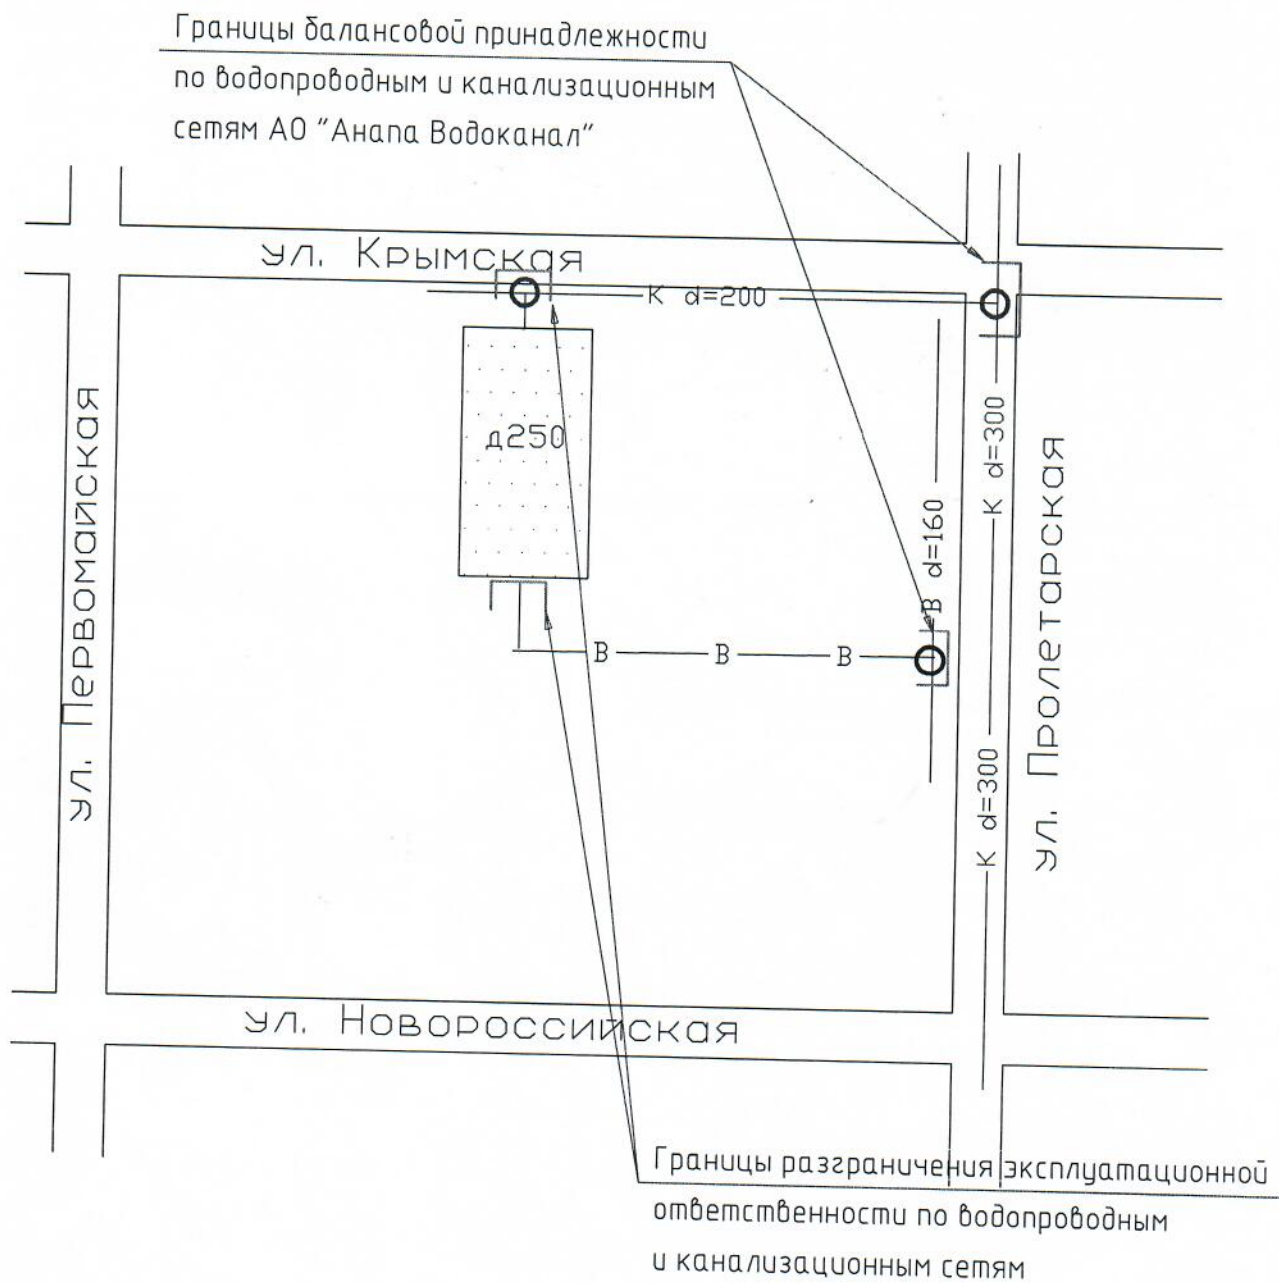 Границы балансовой принадлежности
по водопроводным и канализационным
сетям АО "Анапа Водоканал"
ул. Крымская
К d=200
д250
К d=300
В d=160
В
В
В
К d=300
ул. Первомайская
ул. Пролетарская
ул. Новороссийская
Границы разграничения эксплуатационной
ответственности по водопроводным
и канализационным сетям